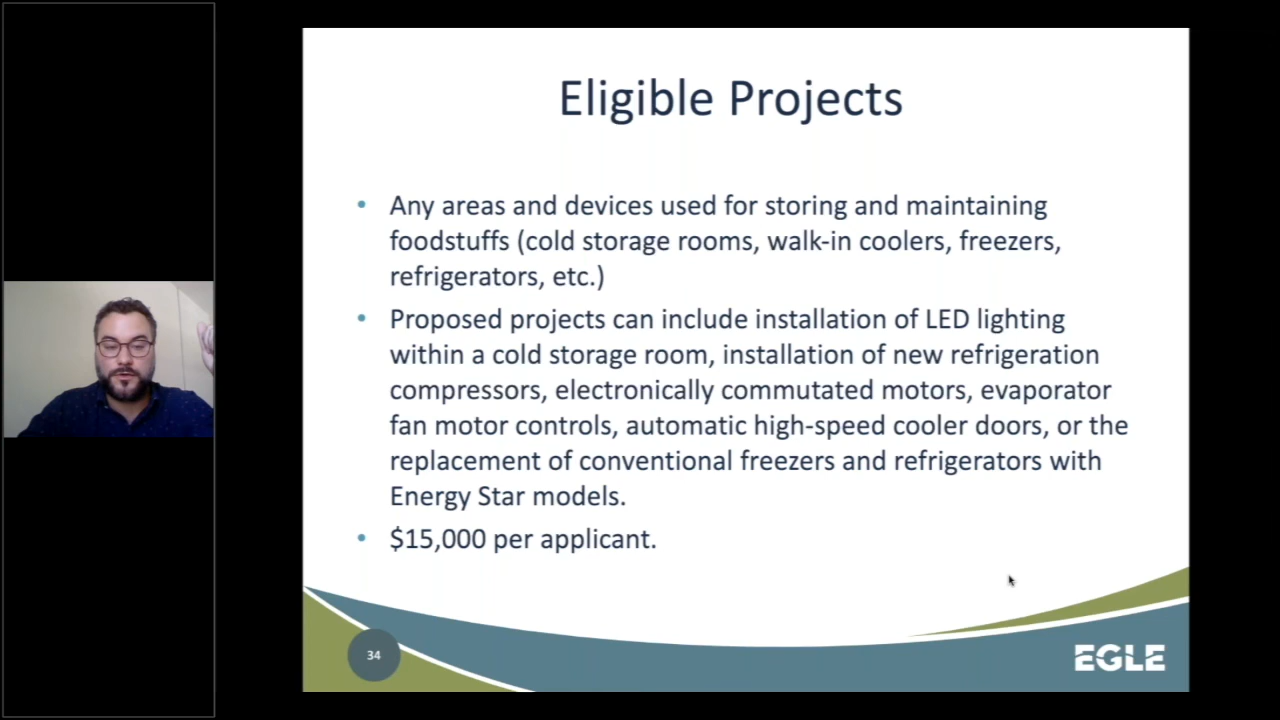 Eligible Projects
• Any areas and devices used for storing and maintaining
foodstuffs (cold storage rooms, walk-in coolers, freezers,
refrigerators, etc.)
• Proposed projects can include installation of LED lighting
within a cold storage room, installation of new refrigeration
compressors, electronically commutated motors, evaporator
fan motor controls, automatic high-speed cooler doors, or the
replacement of conventional freezers and refrigerators with
Energy Star models.
• $15,000 per applicant.
34
EGLE